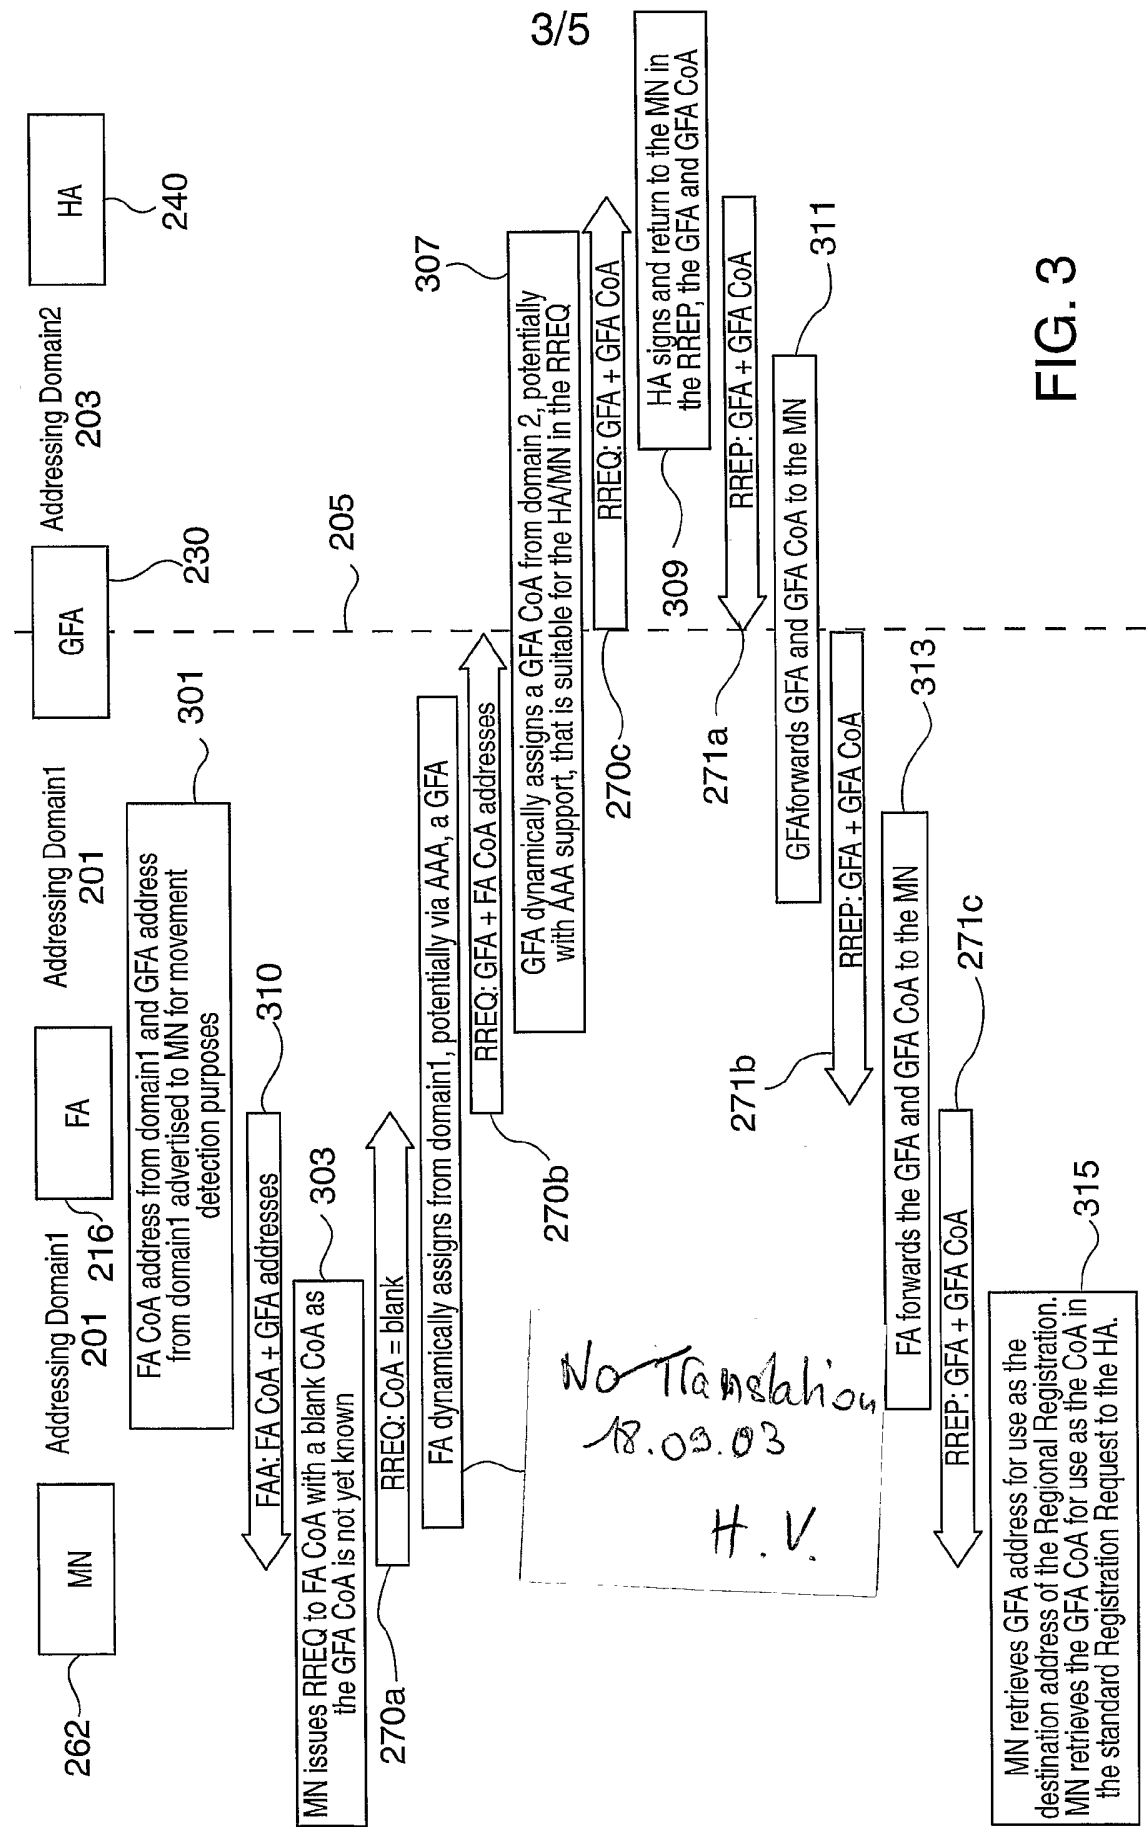 3/5
MN
262
Addressing Domain1
201
FA
216
Addressing Domain1
201
GFA
230
Addressing Domain2
203
HA
240
205
FA CoA address from domain1 and GFA address
from domain1 advertised to MN for movement
detection purposes
301
FAA: FA CoA + GFA addresses
310
MN issues RREQ to FA CoA with a blank CoA as
the GFA CoA is not yet known
303
RREQ: CoA = blank
270a
FA dynamically assigns from domain1, potentially via AAA, a GFA
RREQ: GFA + FA CoA addresses
270b
GFA dynamically assigns a GFA CoA from domain 2, potentially
with AAA support, that is suitable for the HA/MN in the RREQ
307
RREQ: GFA + GFA CoA
270c
HA signs and return to the MN in
the RREP, the GFA and GFA CoA
309
RREP: GFA + GFA CoA
271a
GFAforwards GFA and GFA CoA to the MN
311
RREP: GFA + GFA CoA
271b
FA forwards the GFA and GFA CoA to the MN
313
RREP: GFA + GFA CoA
271c
MN retrieves GFA address for use as the
destination address of the Regional Registration.
MN retrieves the GFA CoA for use as the CoA in
the standard Registration Request to the HA.
315
No Translation
18.03.03
H. V.
FIG. 3